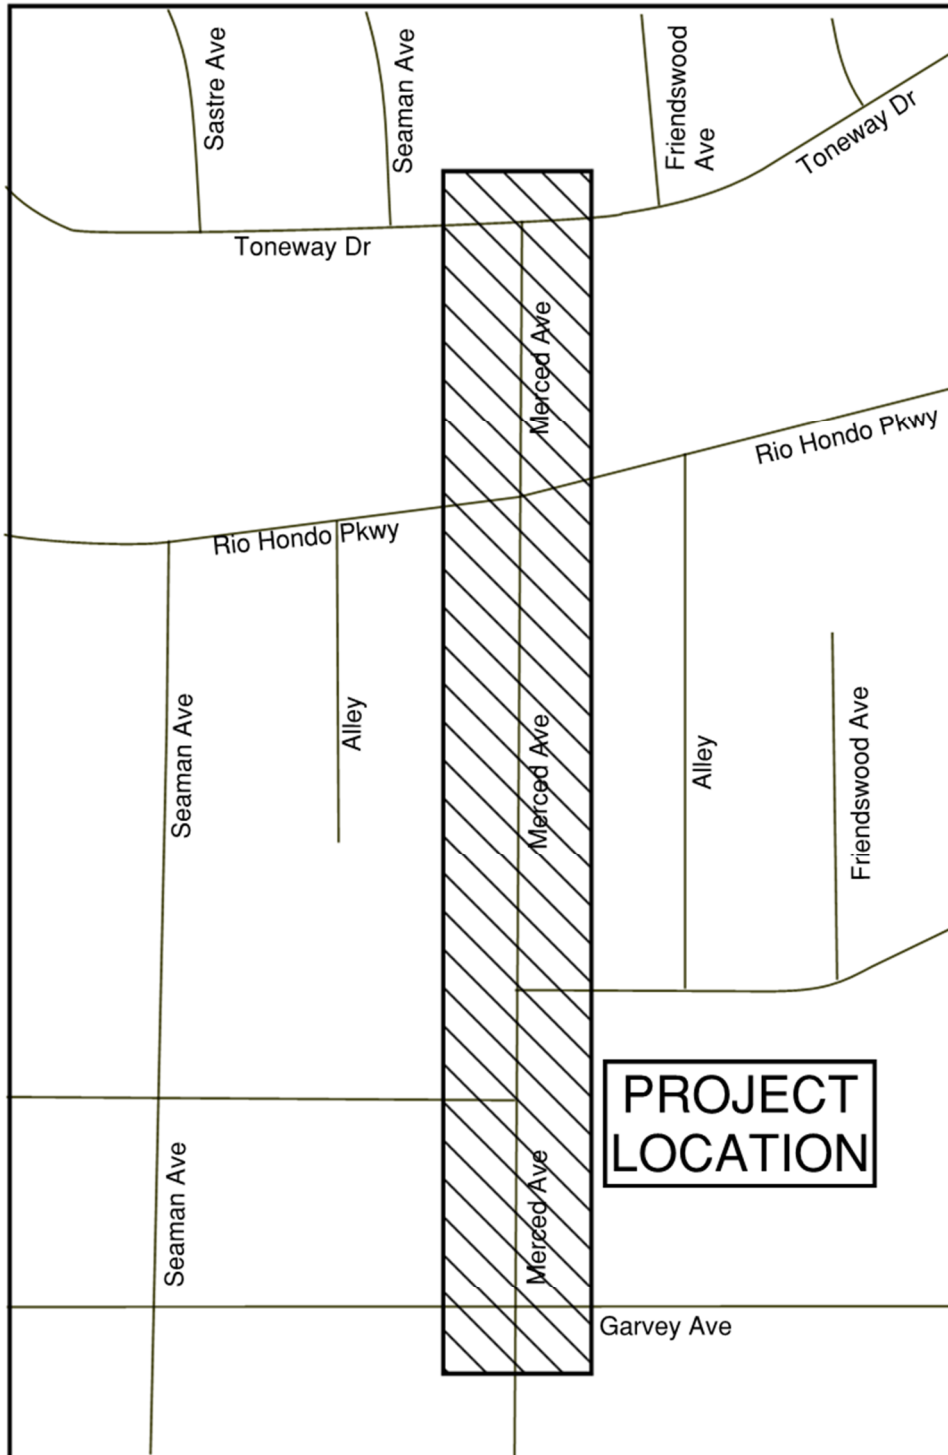 Sastre Ave
Seaman Ave
Friendswood
Ave
Toneway Dr
Toneway Dr
Merced Ave
Rio Hondo Pkwy
Rio Hondo Pkwy
Seaman Ave
Alley
Merced Ave
Alley
Friendswood Ave
PROJECT
LOCATION
Seaman Ave
Merced Ave
Garvey Ave